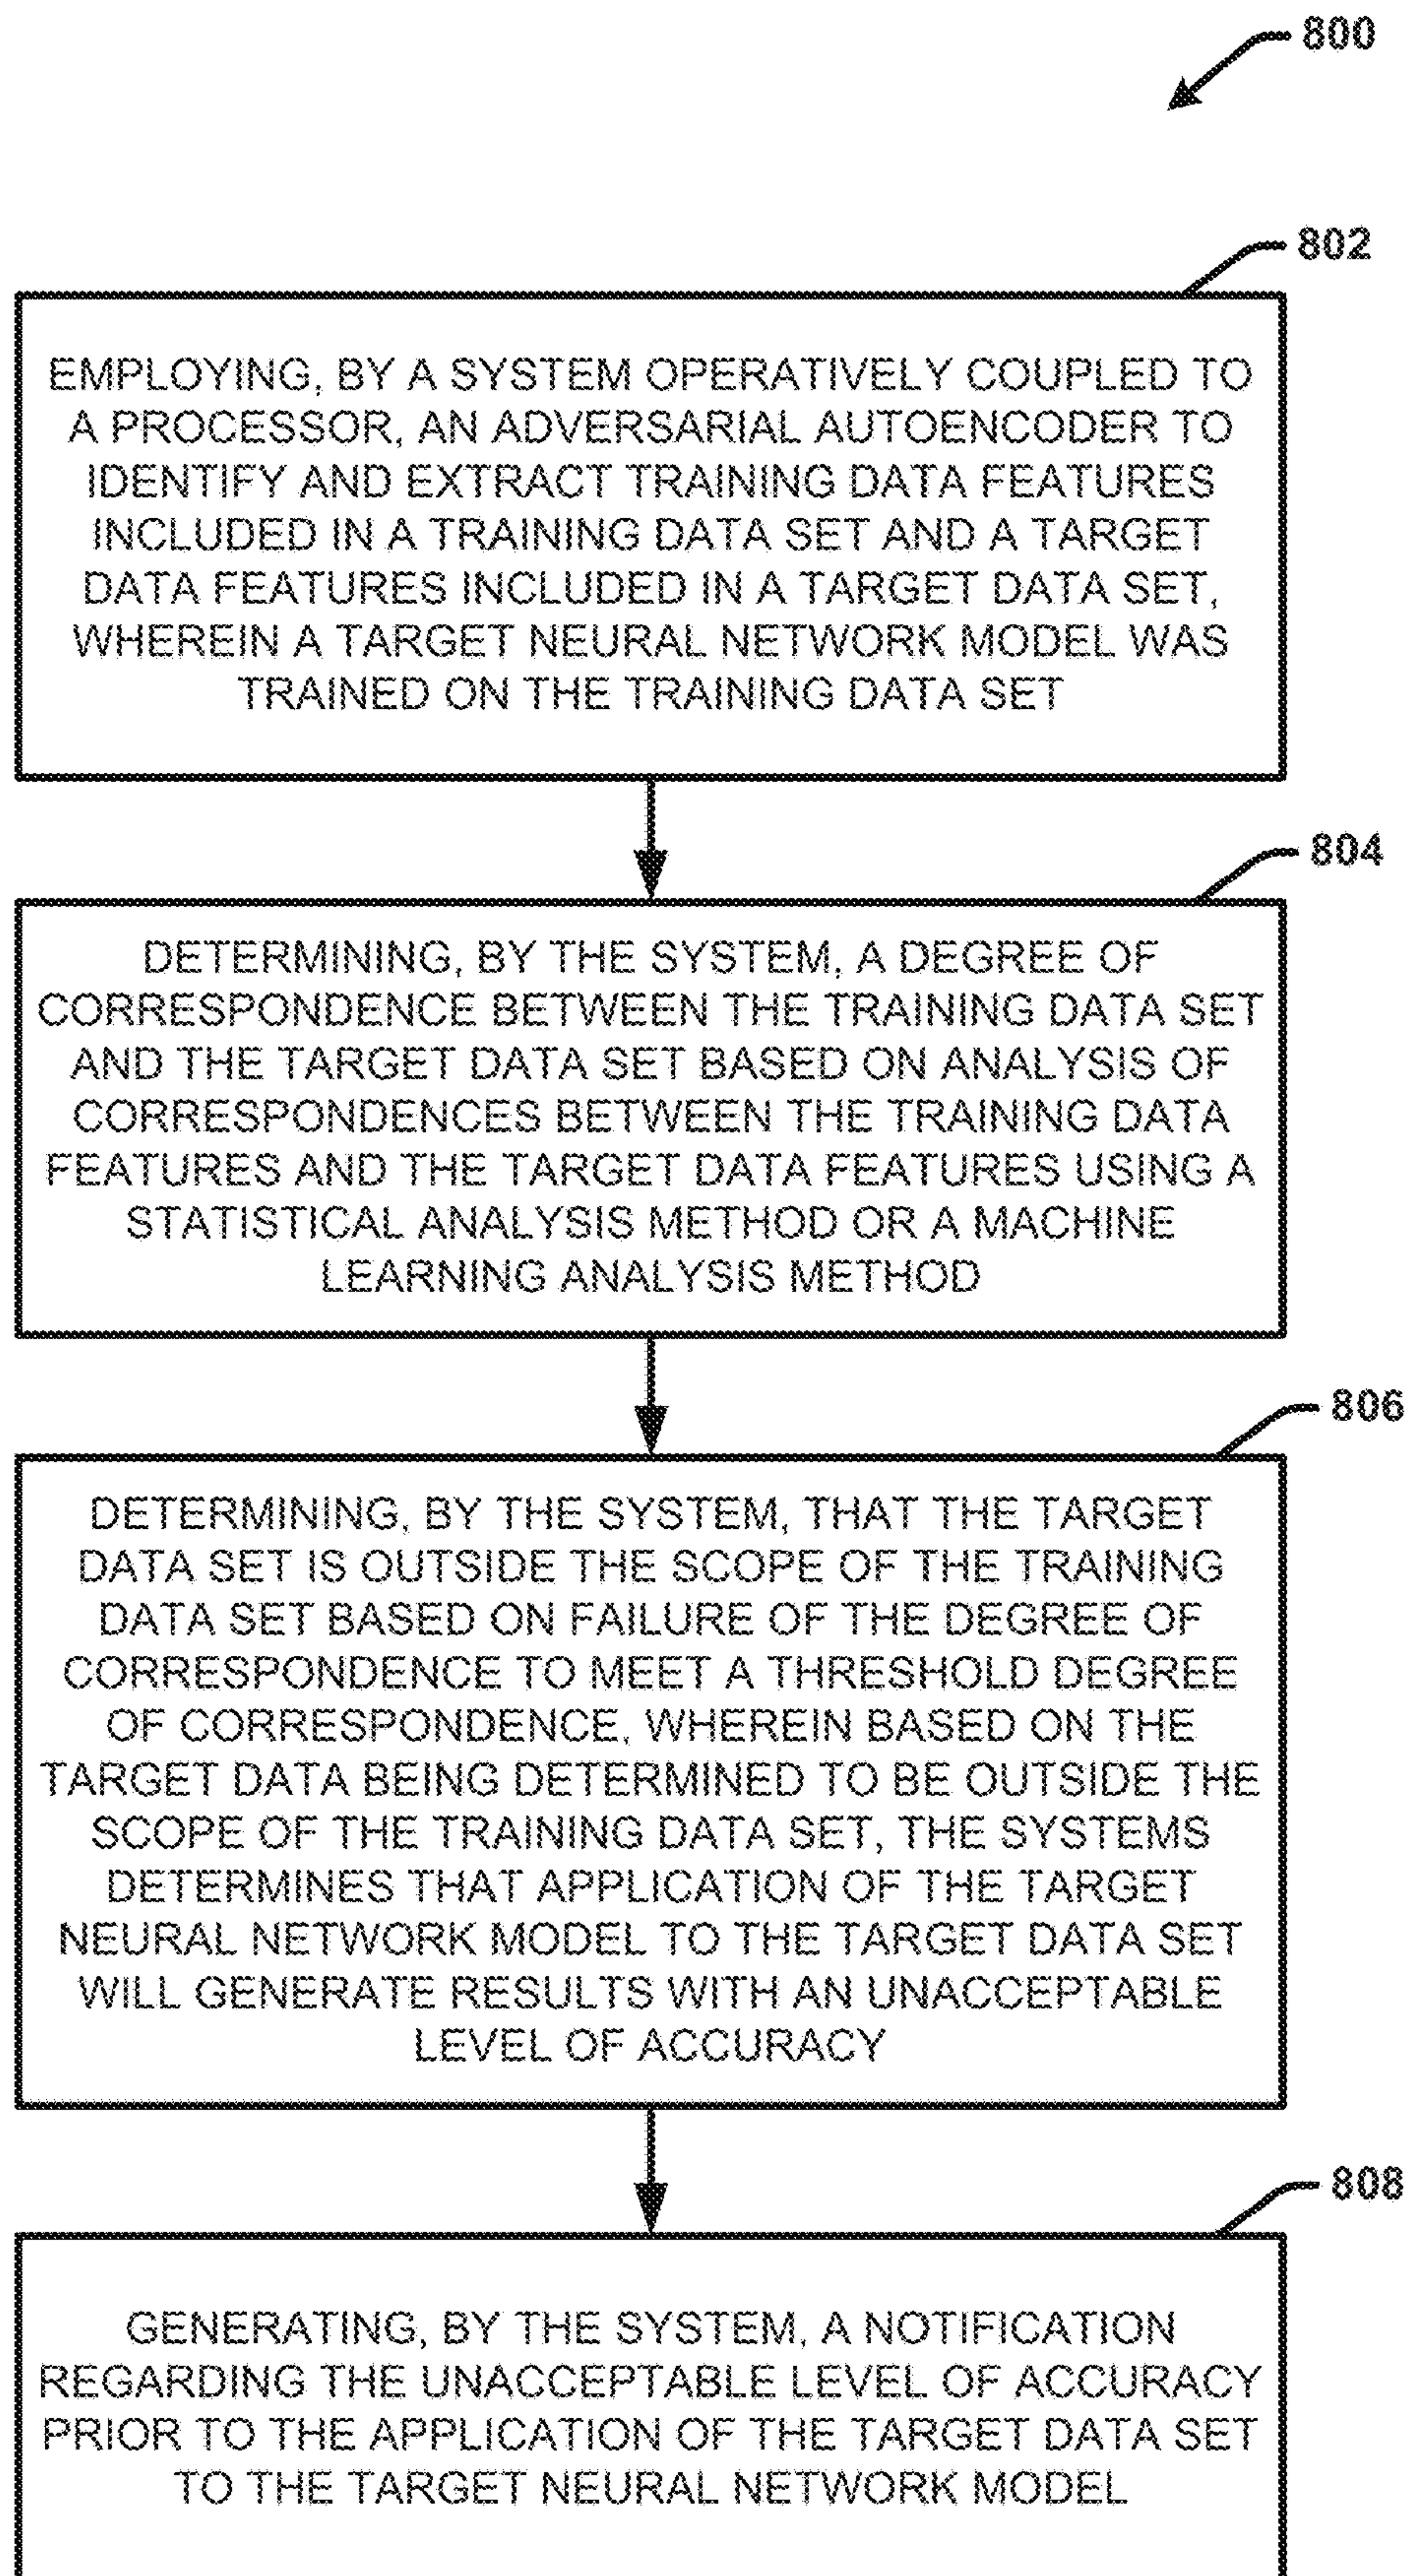 800
802
EMPLOYING, BY A SYSTEM OPERATIVELY COUPLED TO
A PROCESSOR, AN ADVERSARIAL AUTOENCODER TO
IDENTIFY AND EXTRACT TRAINING DATA FEATURES
INCLUDED IN A TRAINING DATA SET AND A TARGET
DATA FEATURES INCLUDED IN A TARGET DATA SET,
WHEREIN A TARGET NEURAL NETWORK MODEL WAS
TRAINED ON THE TRAINING DATA SET
804
DETERMINING, BY THE SYSTEM, A DEGREE OF
CORRESPONDENCE BETWEEN THE TRAINING DATA SET
AND THE TARGET DATA SET BASED ON ANALYSIS OF
CORRESPONDENCES BETWEEN THE TRAINING DATA
FEATURES AND THE TARGET DATA FEATURES USING A
STATISTICAL ANALYSIS METHOD OR A MACHINE
LEARNING ANALYSIS METHOD
806
DETERMINING, BY THE SYSTEM, THAT THE TARGET
DATA SET IS OUTSIDE THE SCOPE OF THE TRAINING
DATA SET BASED ON FAILURE OF THE DEGREE OF
CORRESPONDENCE TO MEET A THRESHOLD DEGREE
OF CORRESPONDENCE, WHEREIN BASED ON THE
TARGET DATA BEING DETERMINED TO BE OUTSIDE THE
SCOPE OF THE TRAINING DATA SET, THE SYSTEMS
DETERMINES THAT APPLICATION OF THE TARGET
NEURAL NETWORK MODEL TO THE TARGET DATA SET
WILL GENERATE RESULTS WITH AN UNACCEPTABLE
LEVEL OF ACCURACY
808
GENERATING, BY THE SYSTEM, A NOTIFICATION
REGARDING THE UNACCEPTABLE LEVEL OF ACCURACY
PRIOR TO THE APPLICATION OF THE TARGET DATA SET
TO THE TARGET NEURAL NETWORK MODEL